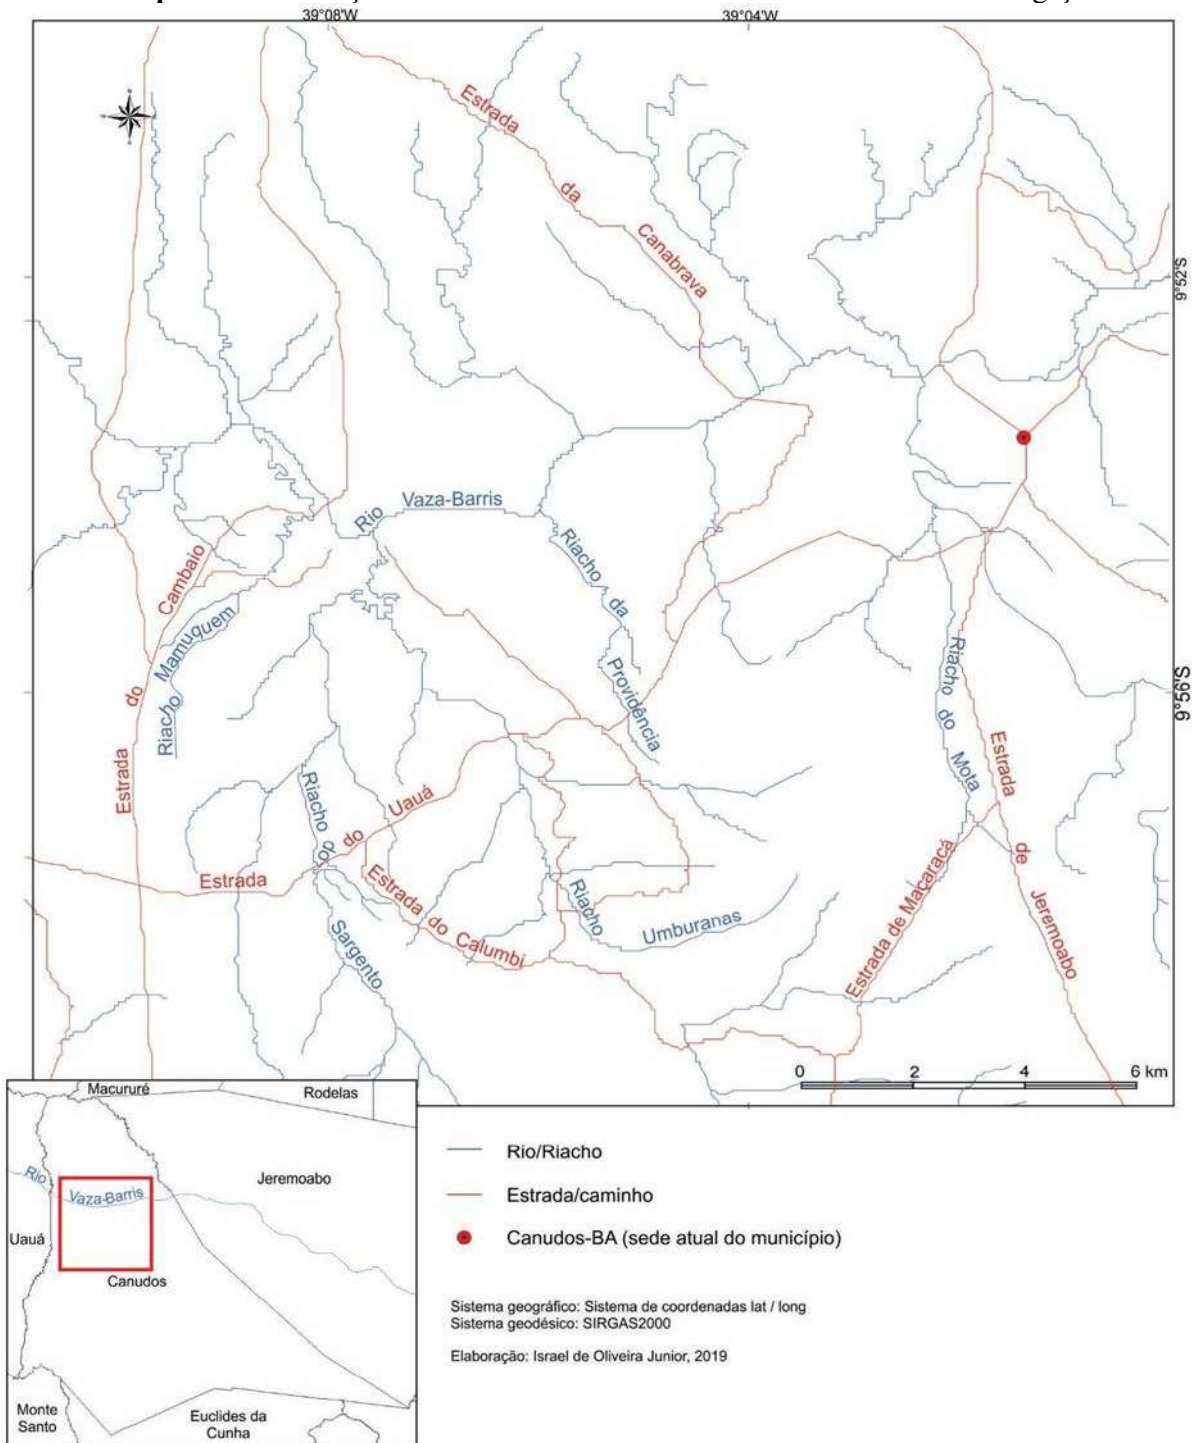 39°08'W
39°04'W
9°52'S
9°56'S
Estrada da Canabrava
Rio Vaza-Barris
Riacho da Providência
Estrada do Cambaio
Riacho Mamuquem
Estrada do Uauá
Riacho do Sargento
Estrada do Calumbi
Riacho Umburanas
Riacho do Mota
Estrada de Jeremoabo
Estrada de Maçaracá
0 2 4 6 km
Macururé
Rodelas
Jeremoabo
Rio Vaza-Barris
Uauá
Canudos
Monte
Santo
Euclides da
Cunha
Rio/Riacho
Estrada/caminho
Canudos-BA (sede atual do município)
Sistema geográfico: Sistema de coordenadas lat / long
Sistema geodésico: SIRGAS2000
Elaboração: Israel de Oliveira Junior, 2019